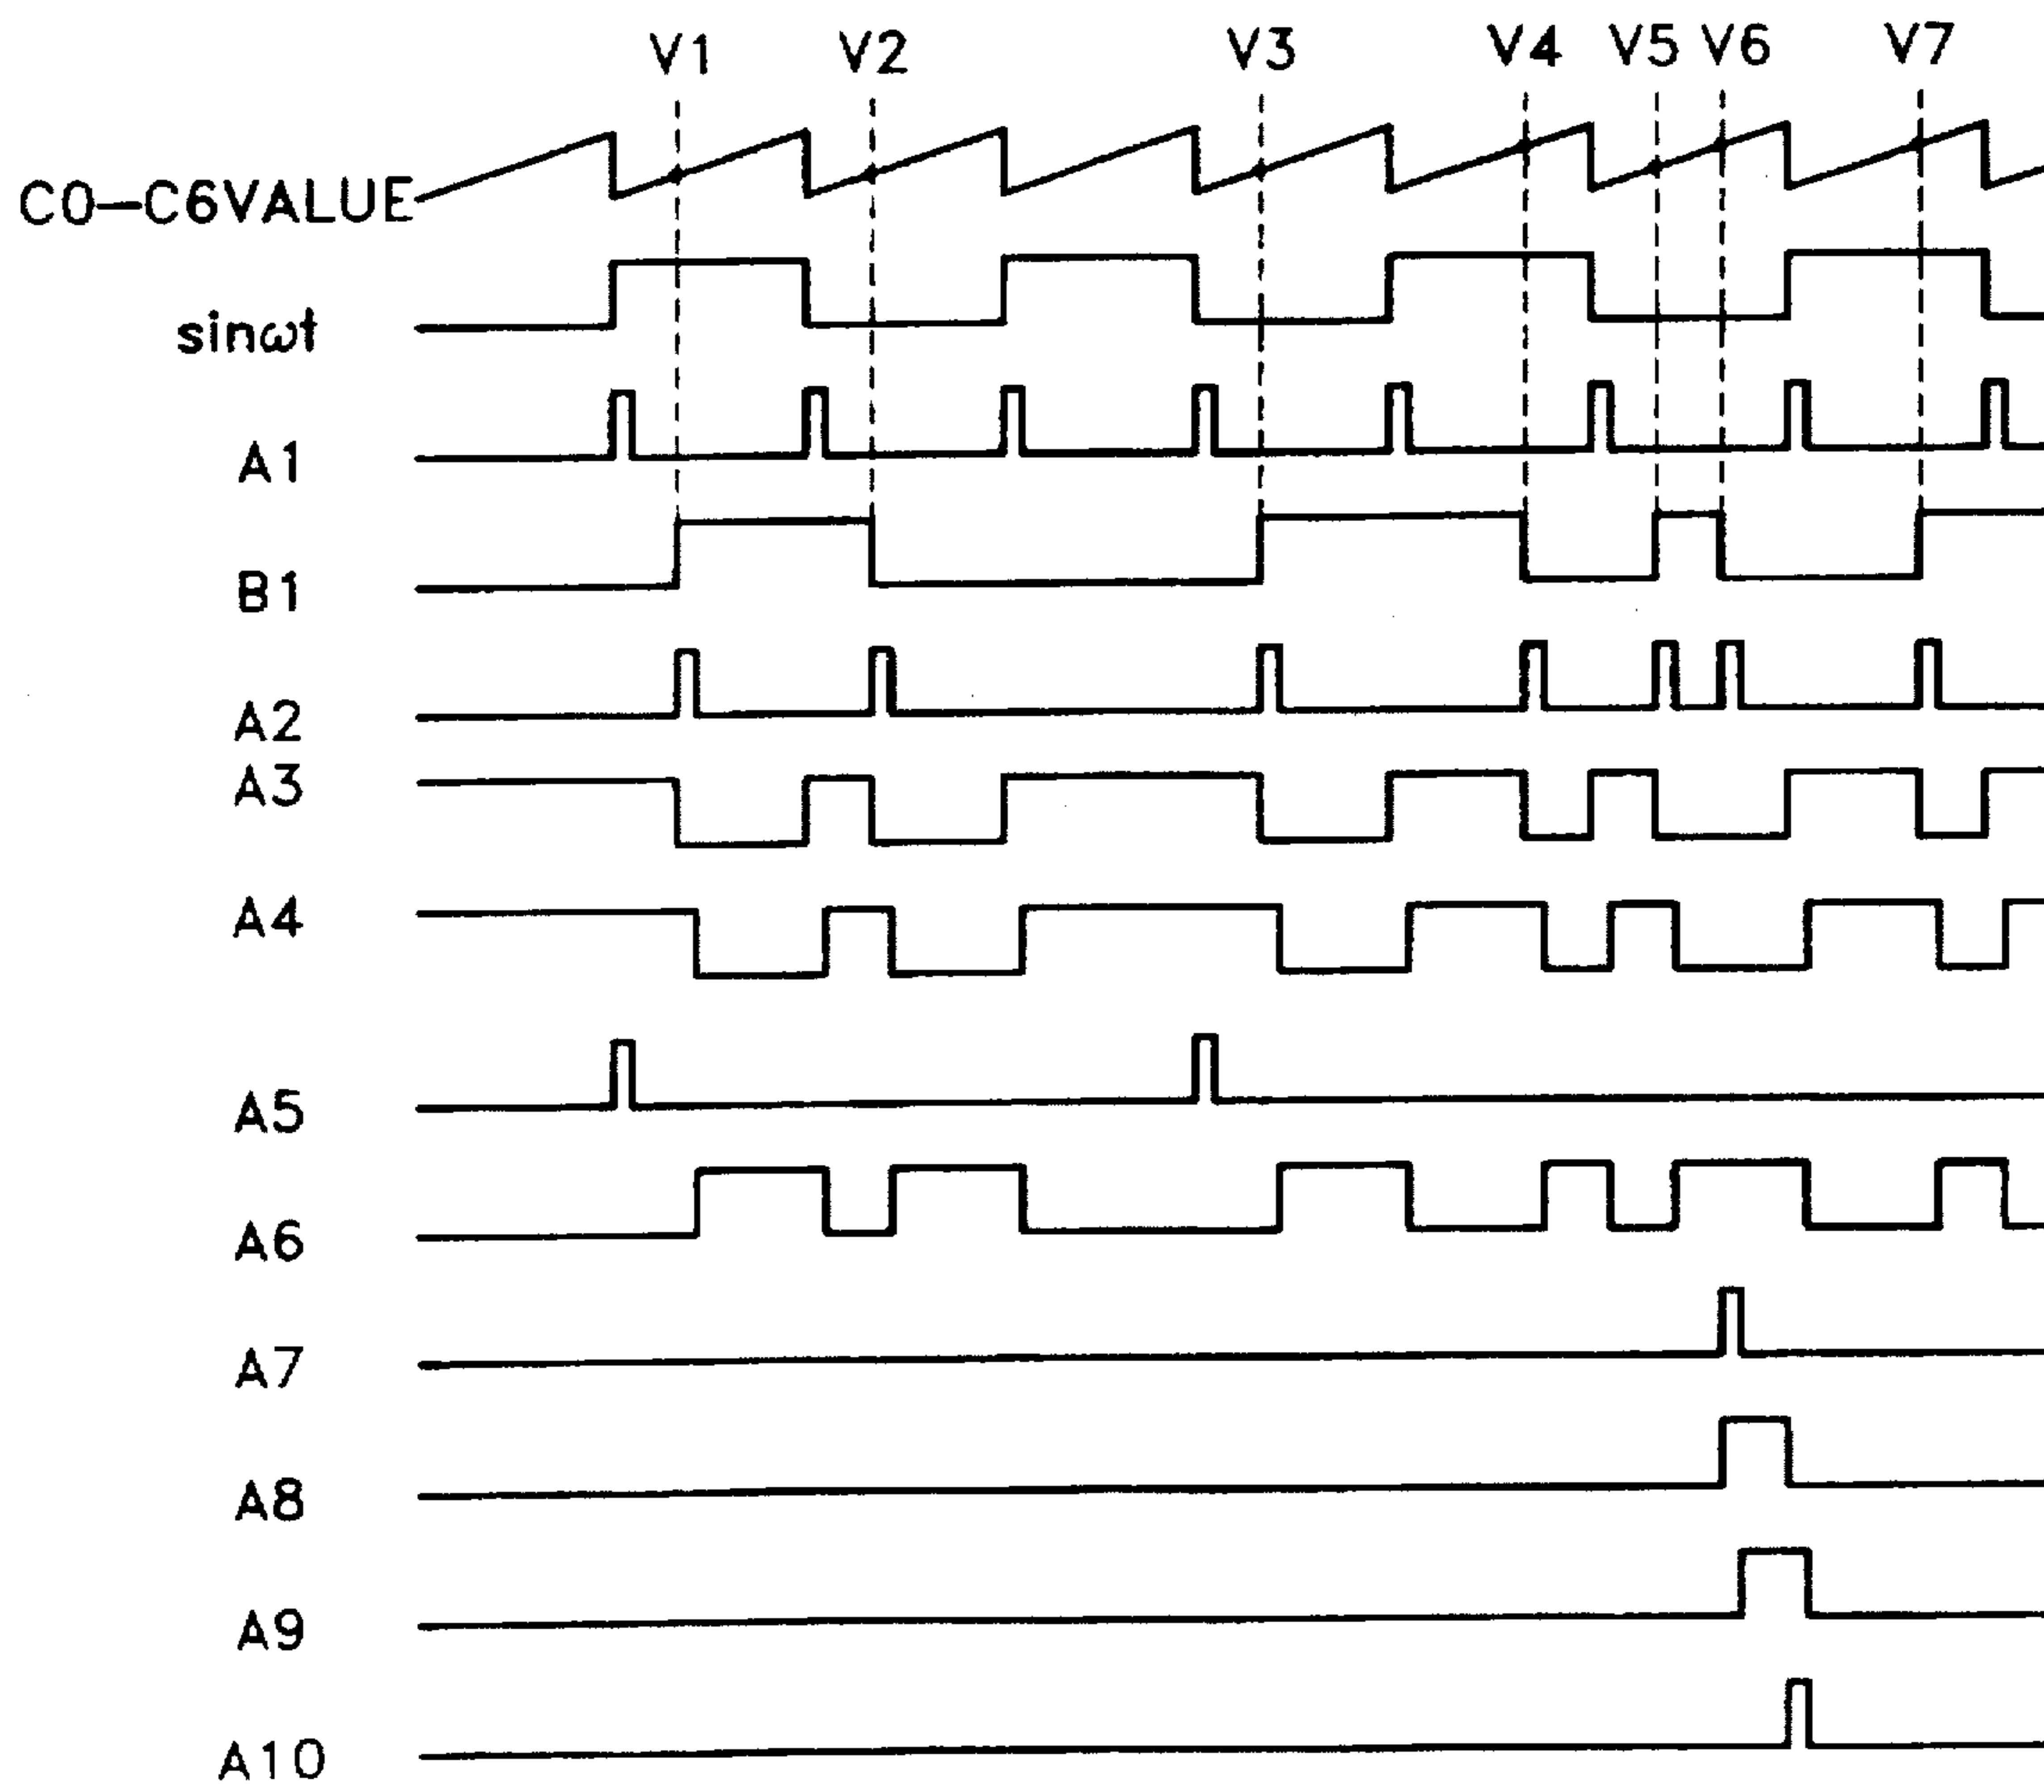 V1 V2 V3 V4 V5 V6 V7
C0-C6VALUE
sinωt
A1
B1
A2
A3
A4
A5
A6
A7
A8
A9
A10